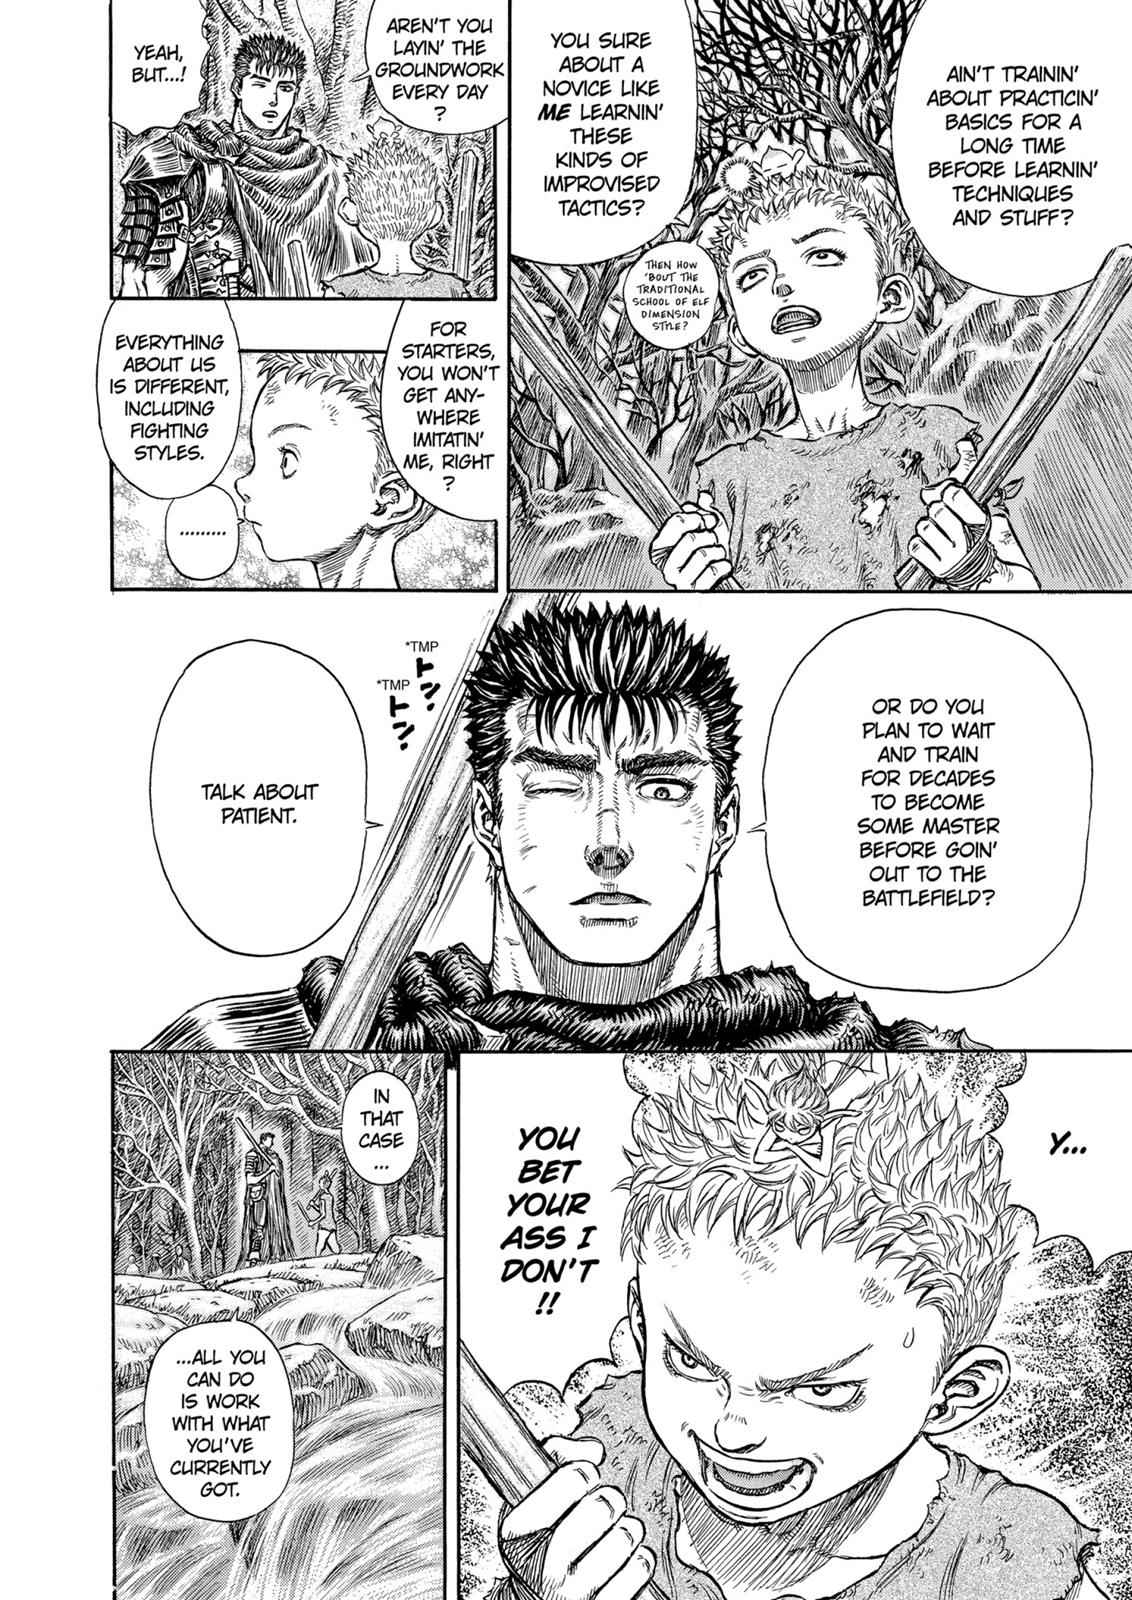 AIN'T TRAININ'
ABOUT PRACTICIN'
BASICS FOR A
LONG TIME
BEFORE LEARNIN'
TECHNIQUES
AND STUFF?
YOU SURE
ABOUT A
NOVICE LIKE
ME LEARNIN'
THESE
KINDS OF
IMPROVISED
TACTICS?
THEN HOW
'BOUT THE
TRADITIONAL
SCHOOL OF ELF
DIMENSION
STYLE?
AREN'T YOU
LAYIN' THE
GROUNDWORK
EVERY DAY
?
YEAH,
BUT...!
FOR
STARTERS,
YOU WON'T
GET ANY-
WHERE
IMITATIN'
ME, RIGHT
?
EVERYTHING
ABOUT US
IS DIFFERENT,
INCLUDING
FIGHTING
STYLES.
.........
OR DO YOU
PLAN TO WAIT
AND TRAIN
FOR DECADES
TO BECOME
SOME MASTER
BEFORE GOIN'
OUT TO THE
BATTLEFIELD?
*TMP
トン
*TMP
トン
TALK ABOUT
PATIENT.
Y...
YOU
BET
YOUR
ASS I
DON'T
!!
IN
THAT
CASE
...
...ALL YOU
CAN DO
IS WORK
WITH WHAT
YOU'VE
CURRENTLY
GOT.